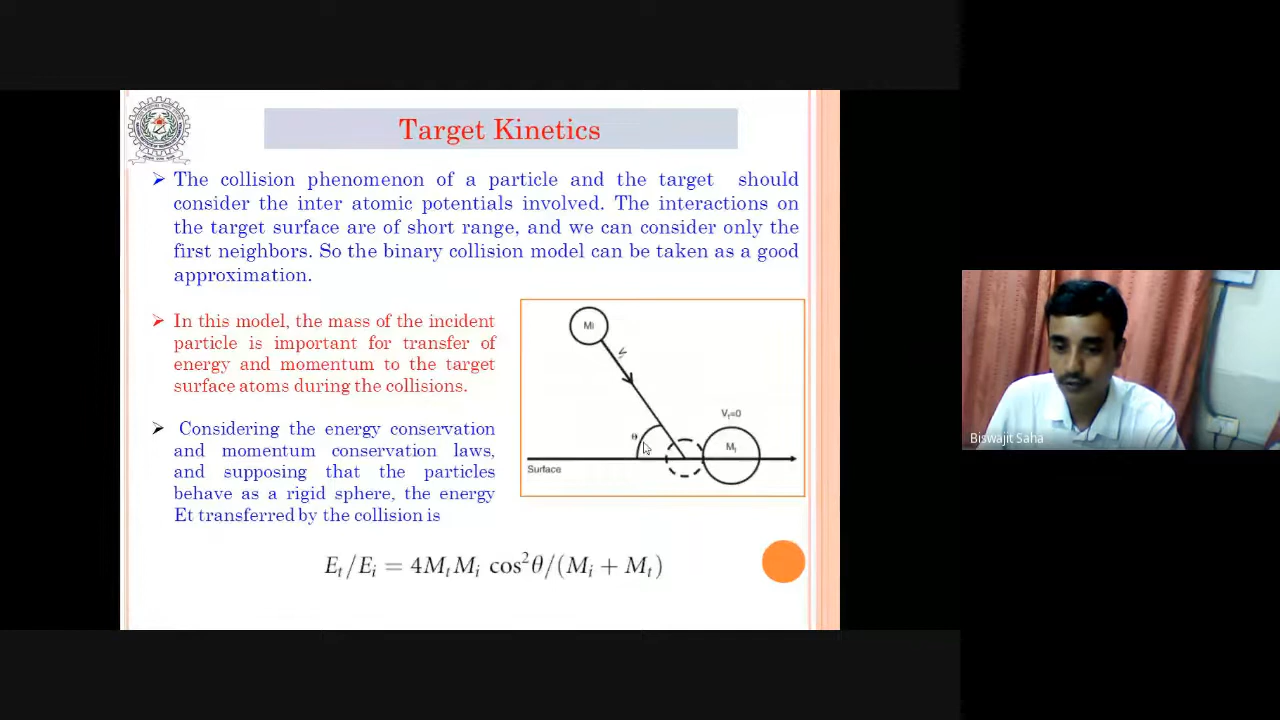 Target Kinetics
➢ The collision phenomenon of a particle and the target should
consider the inter atomic potentials involved. The interactions on
the target surface are of short range, and we can consider only the
first neighbors. So the binary collision model can be taken as a good
approximation.
➢ In this model, the mass of the incident
particle is important for transfer of
energy and momentum to the target
surface atoms during the collisions.
➢ Considering the energy conservation
and momentum conservation laws,
and supposing that the particles
behave as a rigid sphere, the energy
Et transferred by the collision is
Mi
Vi
θ
Vt=0
Mt
Surface
Et/Ei = 4MtMi cos²θ/(Mi + Mt)
Biswajit Saha